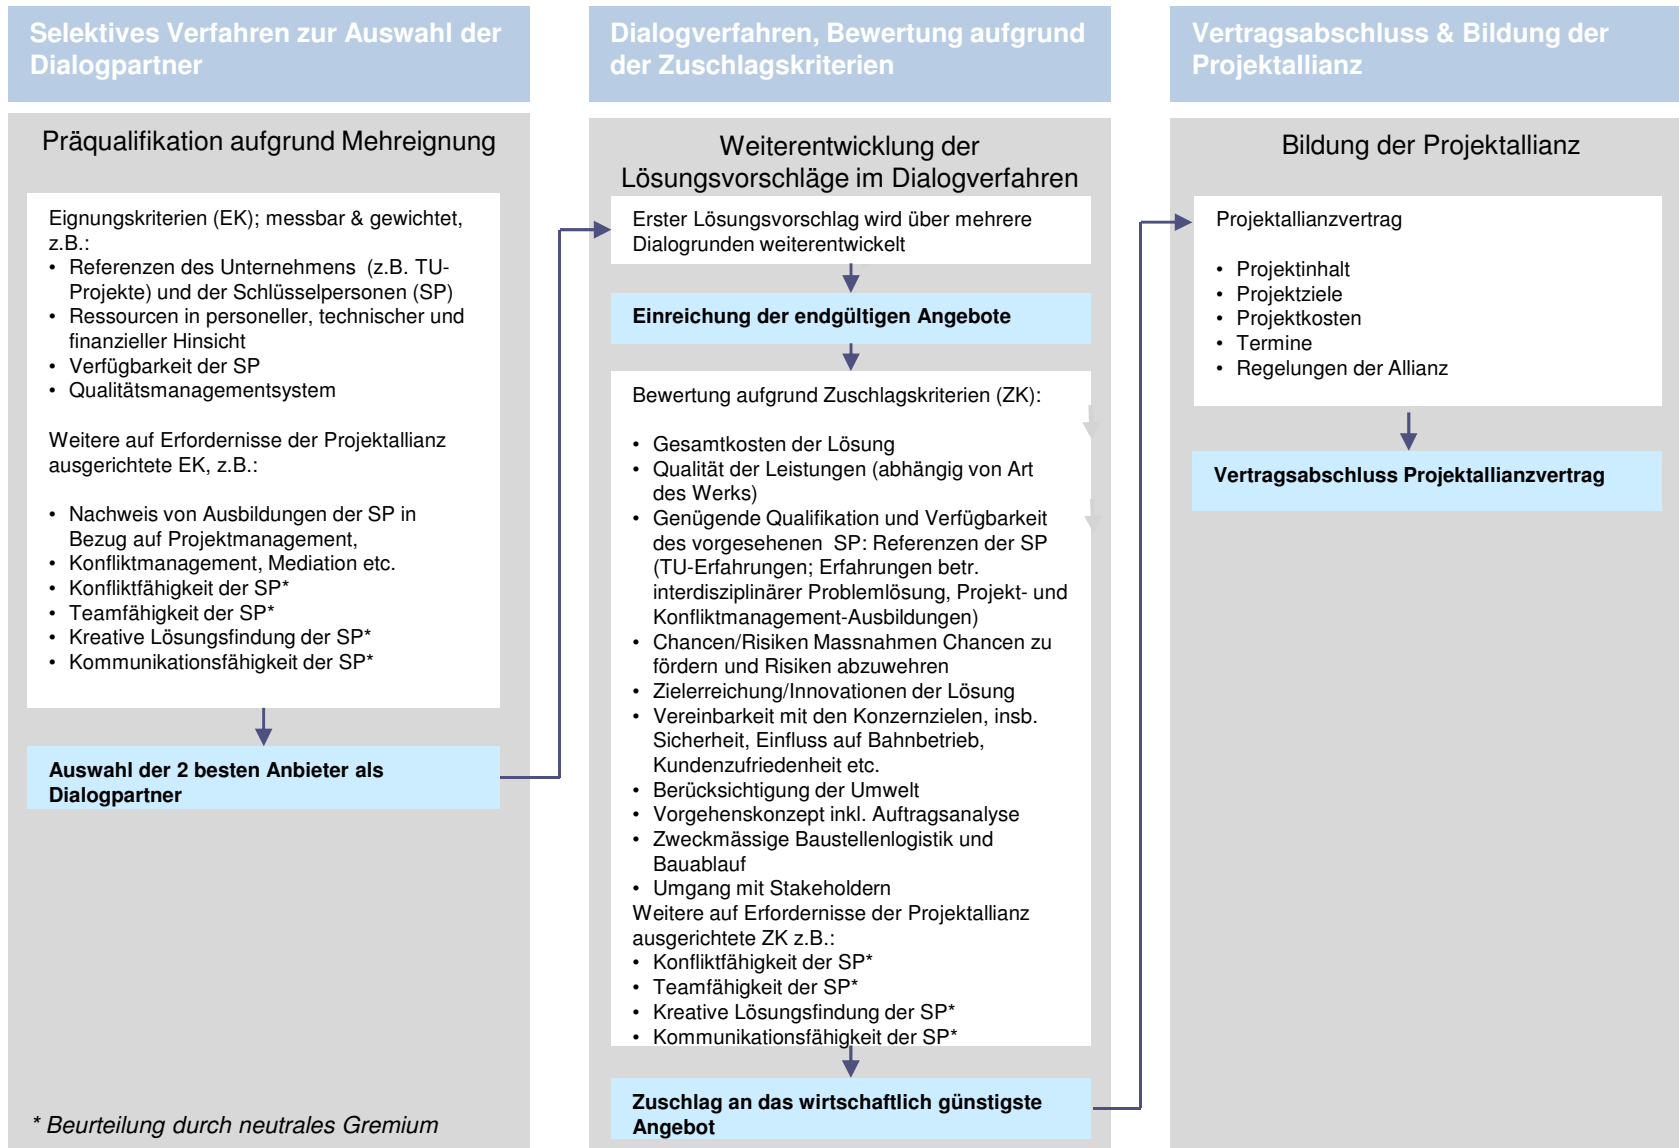 Selektives Verfahren zur Auswahl der
Dialogpartner
Präqualifikation aufgrund Mehreignung
Eignungskriterien (EK); messbar & gewichtet,
z.B.:
• Referenzen des Unternehmens (z.B. TU-
Projekte) und der Schlüsselpersonen (SP)
• Ressourcen in personeller, technischer und
finanzieller Hinsicht
• Verfügbarkeit der SP
• Qualitätsmanagementsystem
Weitere auf Erfordernisse der Projektallianz
ausgerichtete EK, z.B.:
• Nachweis von Ausbildungen der SP in
Bezug auf Projektmanagement,
• Konfliktmanagement, Mediation etc.
• Konfliktfähigkeit der SP*
• Teamfähigkeit der SP*
• Kreative Lösungsfindung der SP*
• Kommunikationsfähigkeit der SP*
Auswahl der 2 besten Anbieter als
Dialogpartner
* Beurteilung durch neutrales Gremium
Dialogverfahren, Bewertung aufgrund
der Zuschlagskriterien
Weiterentwicklung der
Lösungsvorschläge im Dialogverfahren
Erster Lösungsvorschlag wird über mehrere
Dialogrunden weiterentwickelt
Einreichung der endgültigen Angebote
Bewertung aufgrund Zuschlagskriterien (ZK):
• Gesamtkosten der Lösung
• Qualität der Leistungen (abhängig von Art
des Werks)
• Genügende Qualifikation und Verfügbarkeit
des vorgesehenen SP: Referenzen der SP
(TU-Erfahrungen; Erfahrungen betr.
interdisziplinärer Problemlösung, Projekt- und
Konfliktmanagement-Ausbildungen)
• Chancen/Risiken Massnahmen Chancen zu
fördern und Risiken abzuwehren
• Zielerreichung/Innovationen der Lösung
• Vereinbarkeit mit den Konzernzielen, insb.
Sicherheit, Einfluss auf Bahnbetrieb,
Kundenzufriedenheit etc.
• Berücksichtigung der Umwelt
• Vorgehenskonzept inkl. Auftragsanalyse
• Zweckmässige Baustellenlogistik und
Bauablauf
• Umgang mit Stakeholdern
Weitere auf Erfordernisse der Projektallianz
ausgerichtete ZK z.B.:
• Konfliktfähigkeit der SP*
• Teamfähigkeit der SP*
• Kreative Lösungsfindung der SP*
• Kommunikationsfähigkeit der SP*
Zuschlag an das wirtschaftlich günstigste
Angebot
Vertragsabschluss & Bildung der
Projektallianz
Bildung der Projektallianz
Projektallianzvertrag
• Projektinhalt
• Projektziele
• Projektkosten
• Termine
• Regelungen der Allianz
Vertragsabschluss Projektallianzvertrag